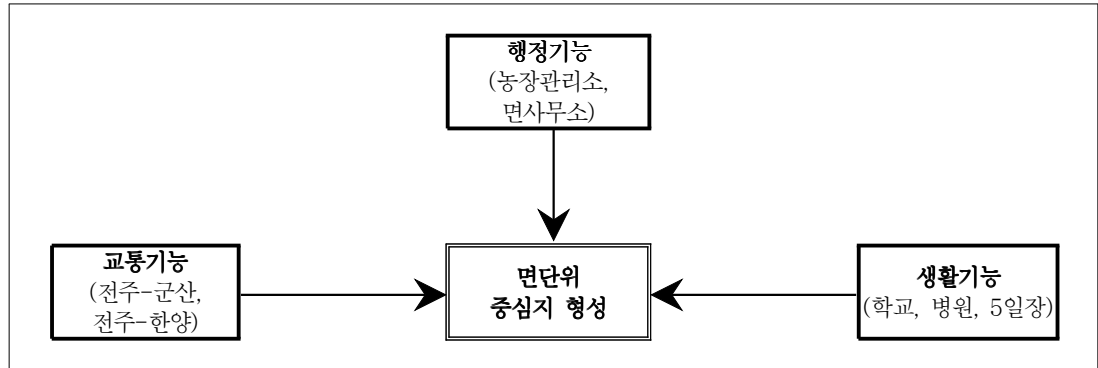 행정기능
(농장관리소,
면사무소)
교통기능
(전주-군산,
전주-한양)
면단위
중심지 형성
생활기능
(학교, 병원, 5일장)